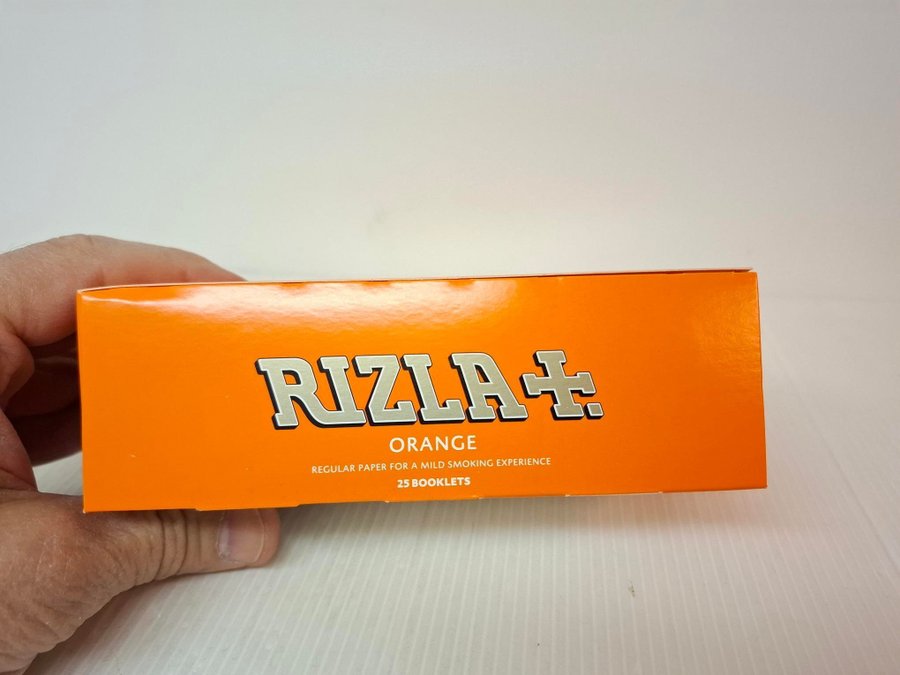 RIZLA+.
ORANGE
REGULAR PAPER FOR A MILD SMOKING EXPERIENCE
25 BOOKLETS